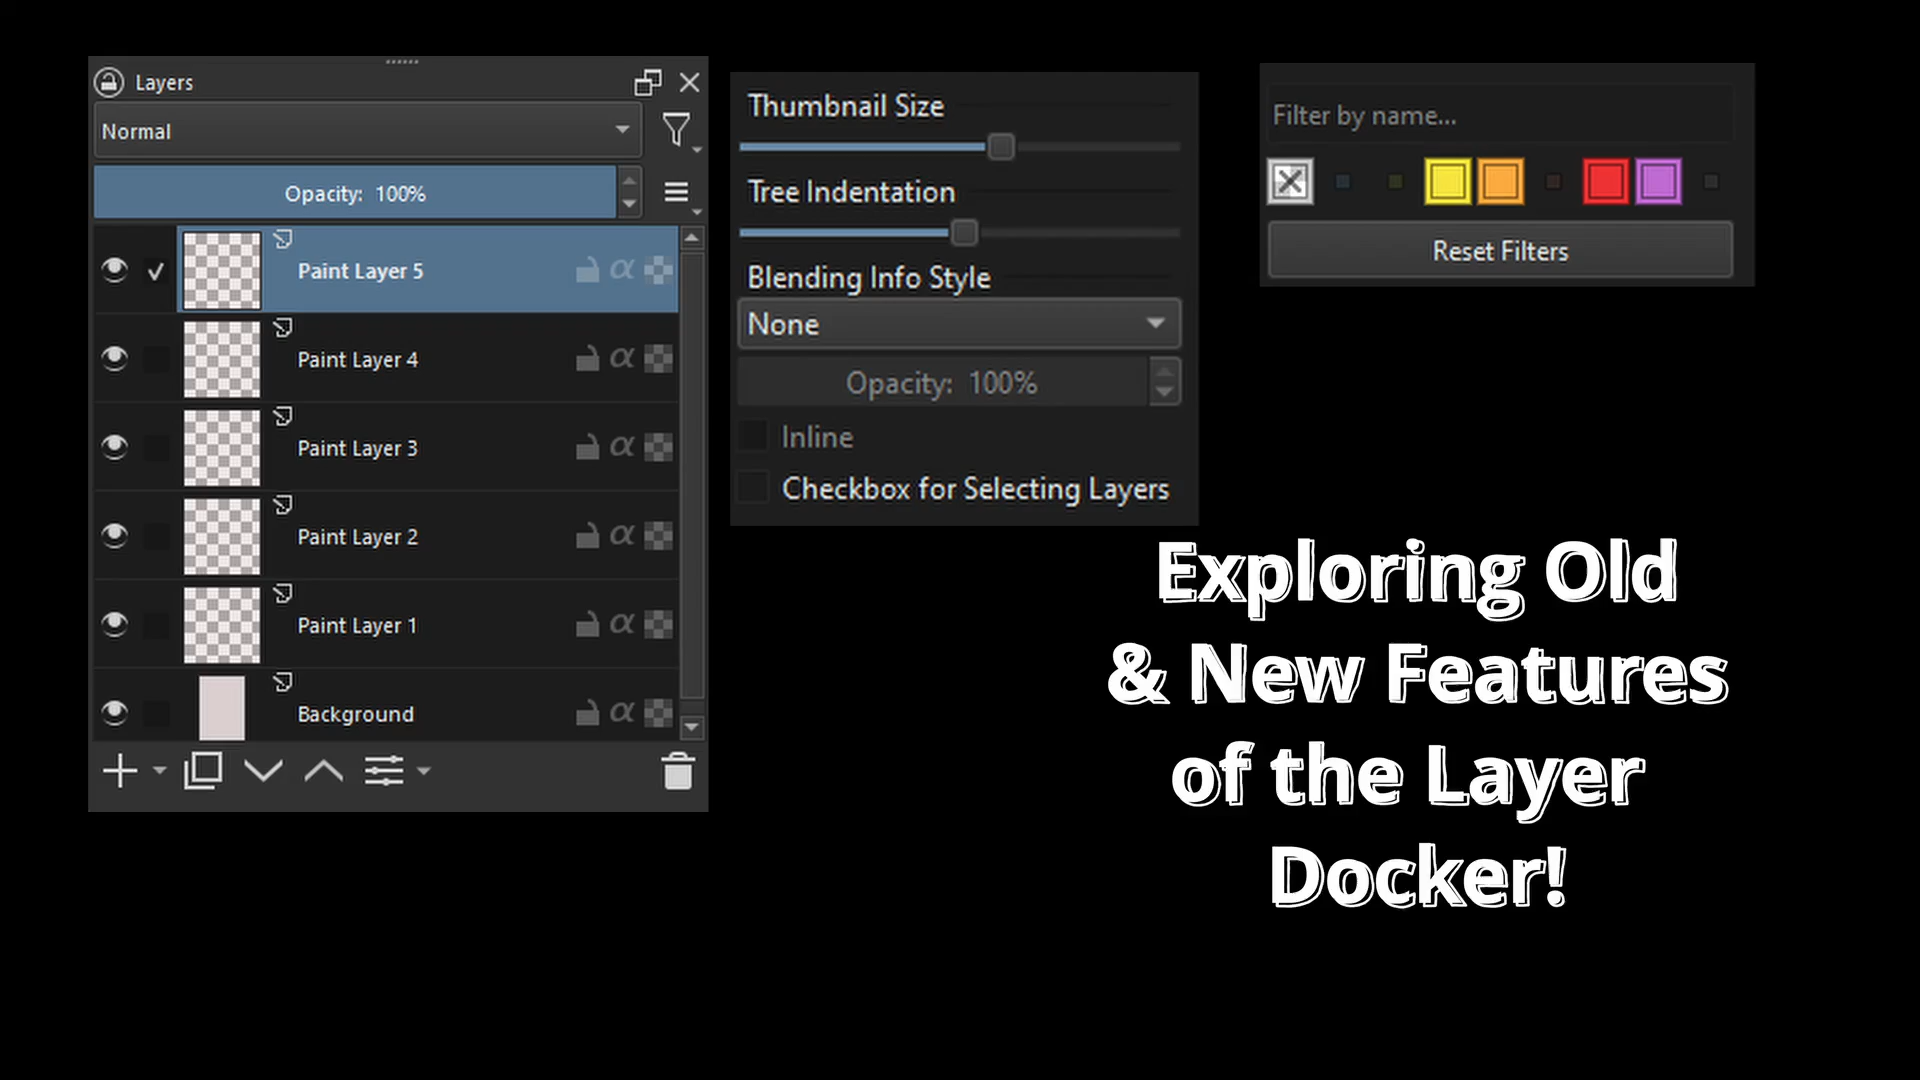 Layers
Normal
Opacity: 100%
Paint Layer 5
α
Paint Layer 4
α
Paint Layer 3
α
Paint Layer 2
α
Paint Layer 1
α
Background
α
Thumbnail Size
Tree Indentation
Blending Info Style
None
Opacity: 100%
Inline
Checkbox for Selecting Layers
Filter by name...
Reset Filters
Exploring Old
& New Features
of the Layer
Docker!